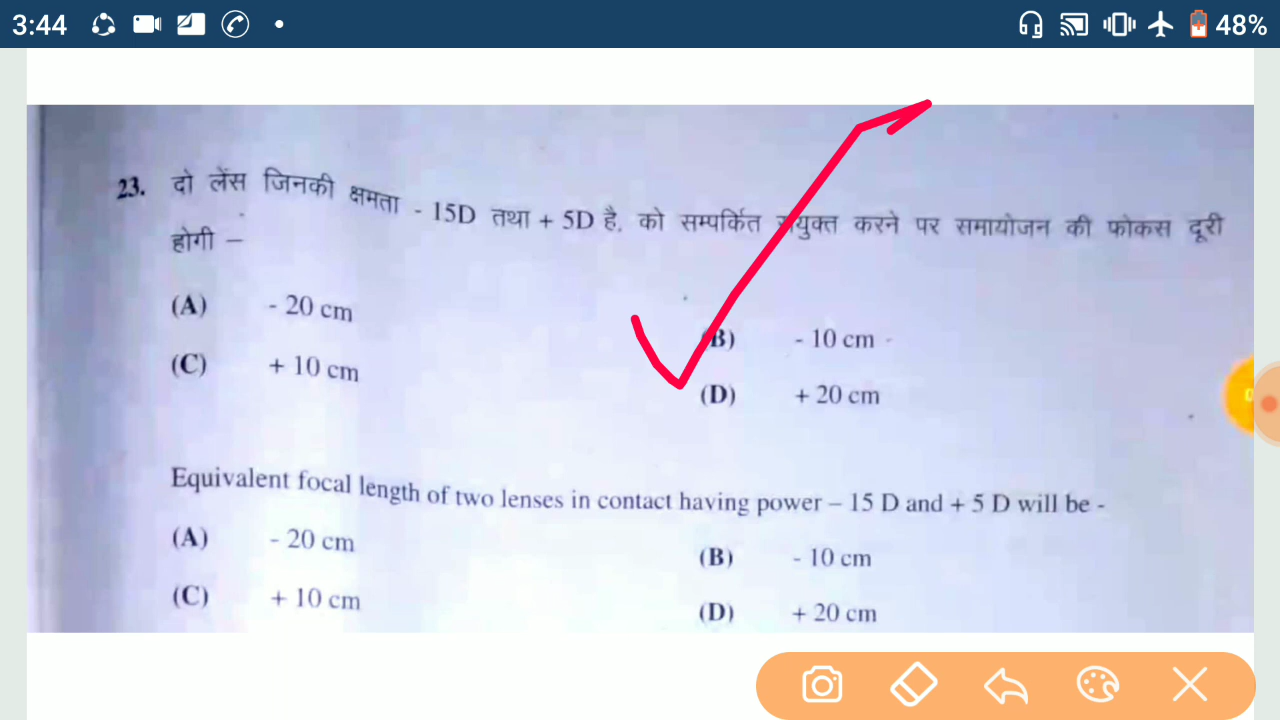 3:44
48%
23. दो लेंस जिनकी क्षमता - 15D तथा + 5D है, को सम्पर्कित संयुक्त करने पर समायोजन की फोकस दूरी
होगी –
(A) - 20 cm
(B) - 10 cm
(C) + 10 cm
(D) + 20 cm
Equivalent focal length of two lenses in contact having power – 15 D and + 5 D will be -
(A) - 20 cm
(B) - 10 cm
(C) + 10 cm
(D) + 20 cm